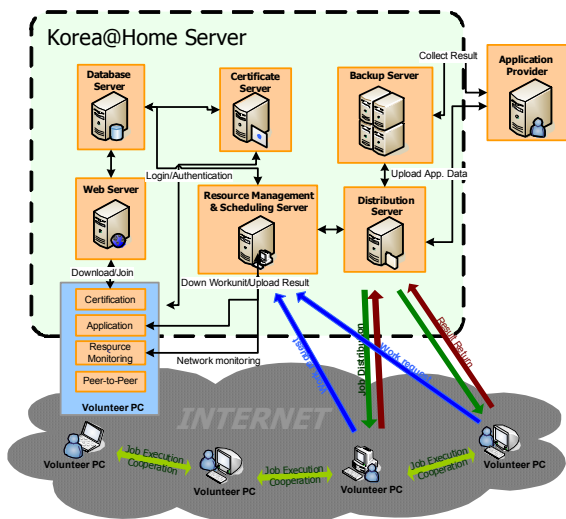 Korea@Home Server
Database
Server
Certificate
Server
Backup Server
Collect Result
Application
Provider
Login/Authentication
Upload App. Data
Web Server
Resource Management
& Scheduling Server
Distribution
Server
Download/Join
Down Workunit/Upload Result
Certification
Application
Resource
Monitoring
Peer-to-Peer
Volunteer PC
Network monitoring
Work request
Job Distribution
Work request
Result Return
INTERNET
Volunteer PC
Job Execution
Cooperation
Volunteer PC
Job Execution
Cooperation
Volunteer PC
Job Execution
Cooperation
Volunteer PC